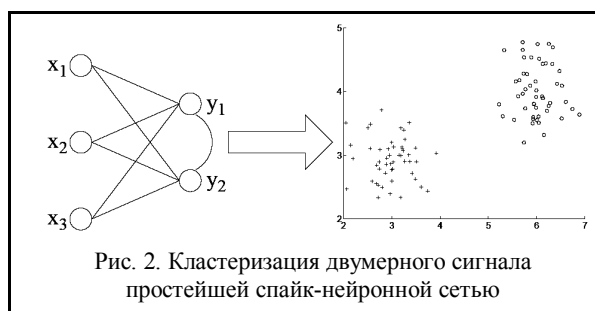 x1
x2
x3
y1
y2
5
4
3
2
2 3 4 5 6 7
Рис. 2. Кластеризация двумерного сигнала
простейшей спайк-нейронной сетью